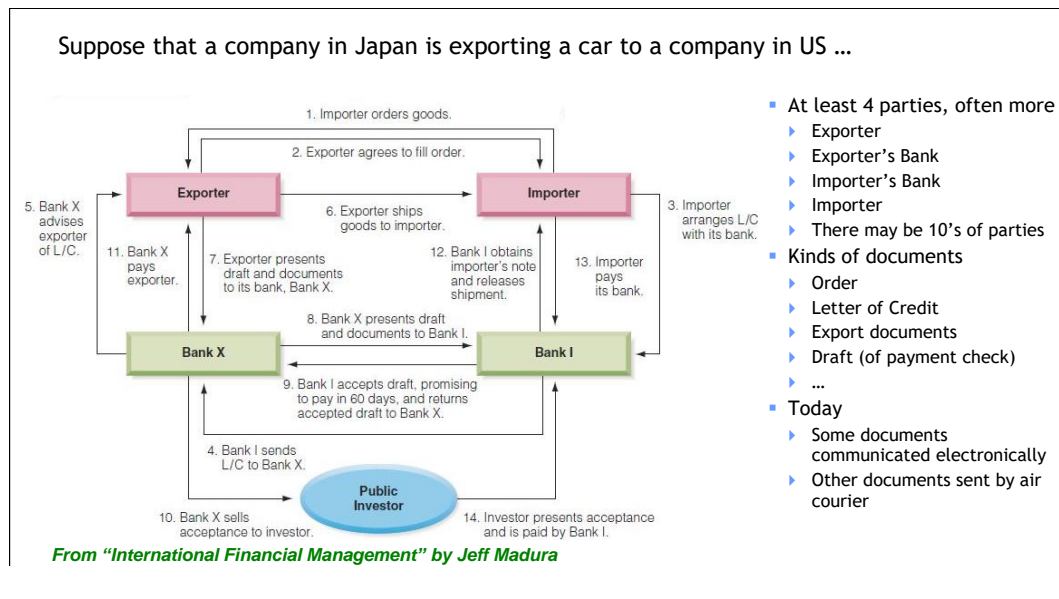 Suppose that a company in Japan is exporting a car to a company in US …
1. Importer orders goods.
2. Exporter agrees to fill order.
Exporter
Importer
5. Bank X
advises
exporter
of L/C.
6. Exporter ships
goods to importer.
3. Importer
arranges L/C
with its bank.
11. Bank X
pays
exporter.
7. Exporter presents
draft and documents
to its bank, Bank X.
12. Bank I obtains
importer's note
and releases
shipment.
13. Importer
pays
its bank.
8. Bank X presents draft
and documents to Bank I.
Bank X
Bank I
9. Bank I accepts draft, promising
to pay in 60 days, and returns
accepted draft to Bank X.
4. Bank I sends
L/C to Bank X.
Public
Investor
10. Bank X sells
acceptance to investor.
14. Investor presents acceptance
and is paid by Bank I.
From “International Financial Management” by Jeff Madura
At least 4 parties, often more
Exporter
Exporter’s Bank
Importer’s Bank
Importer
There may be 10’s of parties
Kinds of documents
Order
Letter of Credit
Export documents
Draft (of payment check)
…
Today
Some documents
communicated electronically
Other documents sent by air
courier